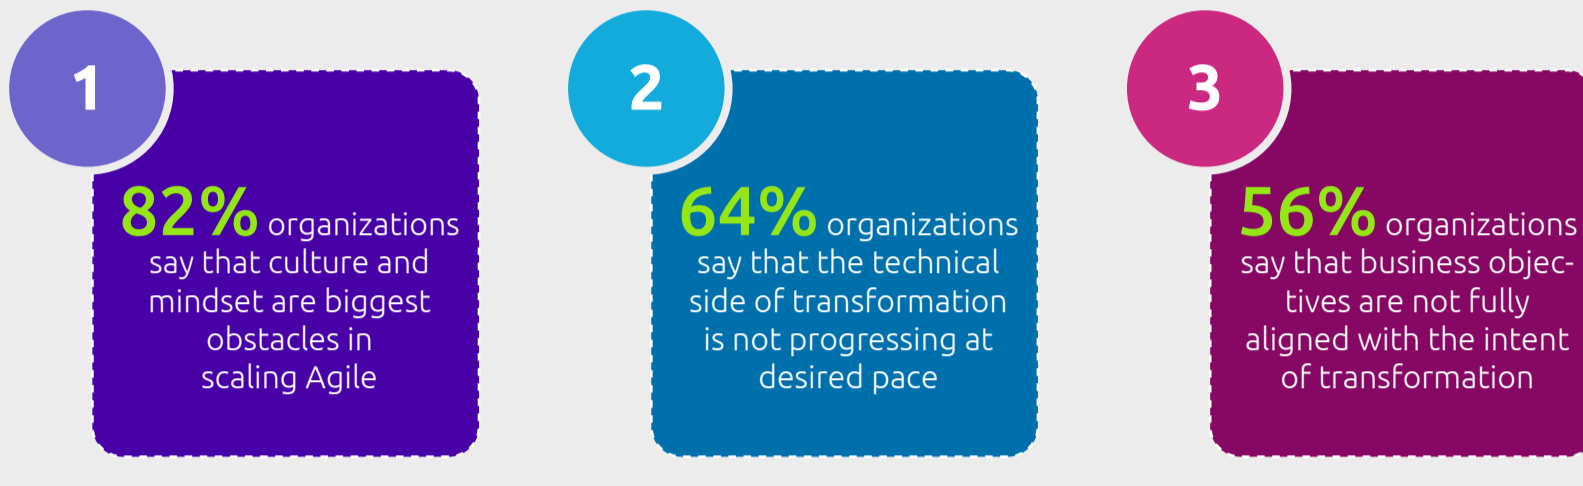 1
82% organizations
say that culture and
mindset are biggest
obstacles in
scaling Agile
2
64% organizations
say that the technical
side of transformation
is not progressing at
desired pace
3
56% organizations
say that business objec-
tives are not fully
aligned with the intent
of transformation